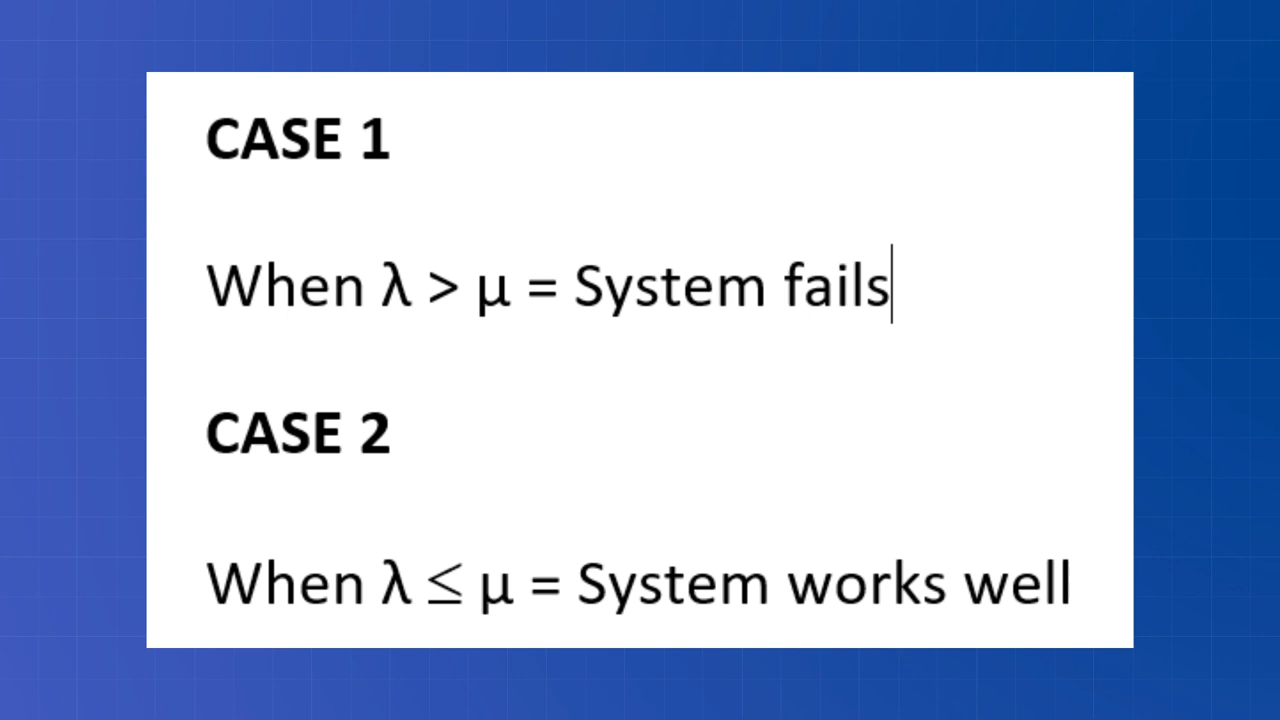 CASE 1
When λ > μ = System fails
CASE 2
When λ ≤ μ = System works well